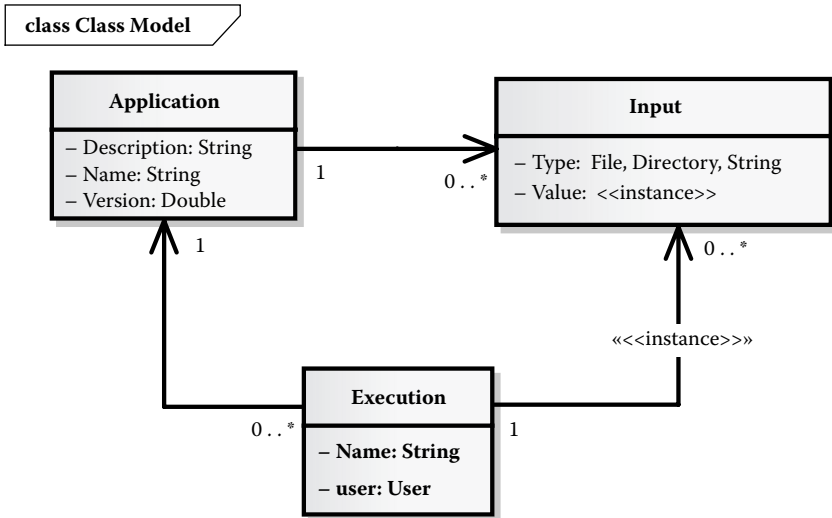 class Class Model
Application
– Description: String
– Name: String
– Version: Double
Input
– Type: File, Directory, String
– Value: <<instance>>
1
0 . . *
1
0 . . *
«<<instance>>»
Execution
– Name: String
– user: User
0 . . *
1